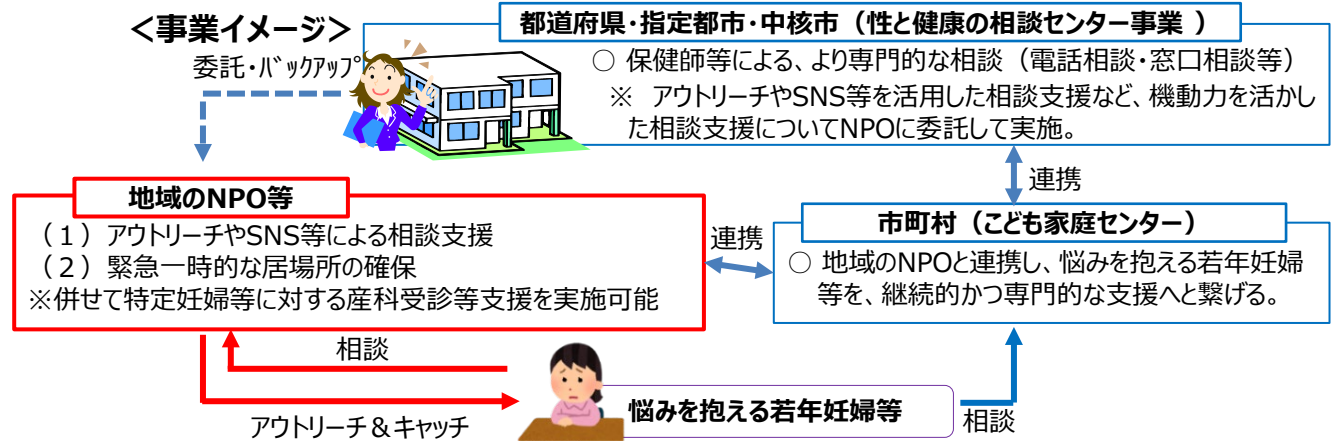 <事業イメージ>
委託・ﾊﾞｯｸｱｯﾌﾟ
都道府県・指定都市・中核市（性と健康の相談センター事業 ）
○ 保健師等による、より専門的な相談（電話相談・窓口相談等）
※ アウトリーチやSNS等を活用した相談支援など、機動力を活かし
た相談支援についてNPOに委託して実施。
連携
地域のNPO等
（１）アウトリーチやSNS等による相談支援
（２）緊急一時的な居場所の確保
※併せて特定妊婦等に対する産科受診等支援を実施可能
連携
市町村（こども家庭センター）
○ 地域のNPOと連携し、悩みを抱える若年妊婦
等を、継続的かつ専門的な支援へと繋げる。
相談
アウトリーチ＆キャッチ
悩みを抱える若年妊婦等
相談